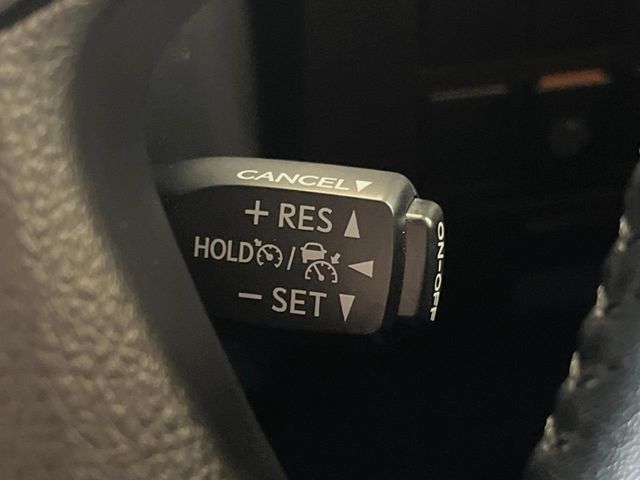 CANCEL▼
+ RES ▲
HOLD / ◀
− SET ▼
ON-OFF